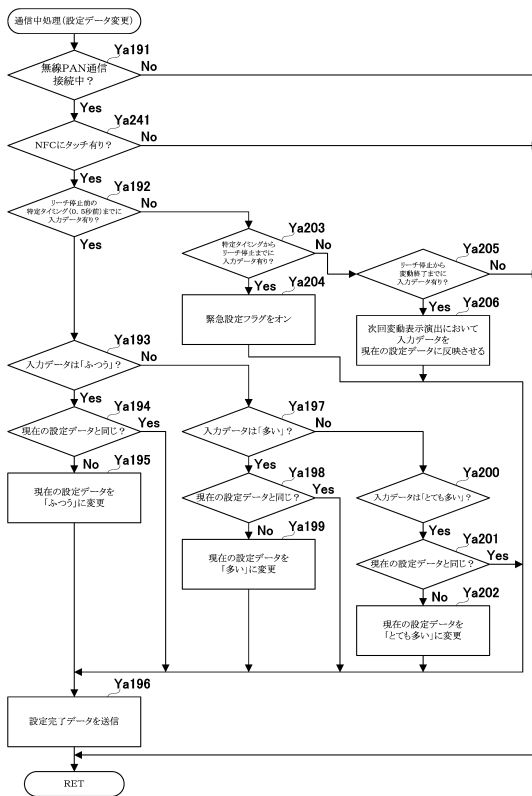 通信中処理(設定データ変更)
Ya191
無線PAN通信
接続中？
No
Yes
Ya241
NFCにタッチ有り？
No
Yes
Ya192
リーチ停止前の
特定タイミング(0.5秒前)までに
入力データ有り？
No
Yes
Ya203
特定タイミングから
リーチ停止までに
入力データ有り？
No
Yes
Ya205
リーチ停止から
変動終了までに
入力データ有り？
No
Yes
Ya204
緊急設定フラグをオン
Ya206
次回変動表示演出において
入力データを
現在の設定データに反映させる
Ya193
入力データは「ふつう」？
No
Yes
Ya194
現在の設定データと同じ？
Yes
No
Ya195
現在の設定データを
「ふつう」に変更
Ya197
入力データは「多い」？
No
Yes
Ya198
現在の設定データと同じ？
Yes
No
Ya199
現在の設定データを
「多い」に変更
Ya200
入力データは「とても多い」？
Yes
Ya201
現在の設定データと同じ？
Yes
No
Ya202
現在の設定データを
「とても多い」に変更
Ya196
設定完了データを送信
RET